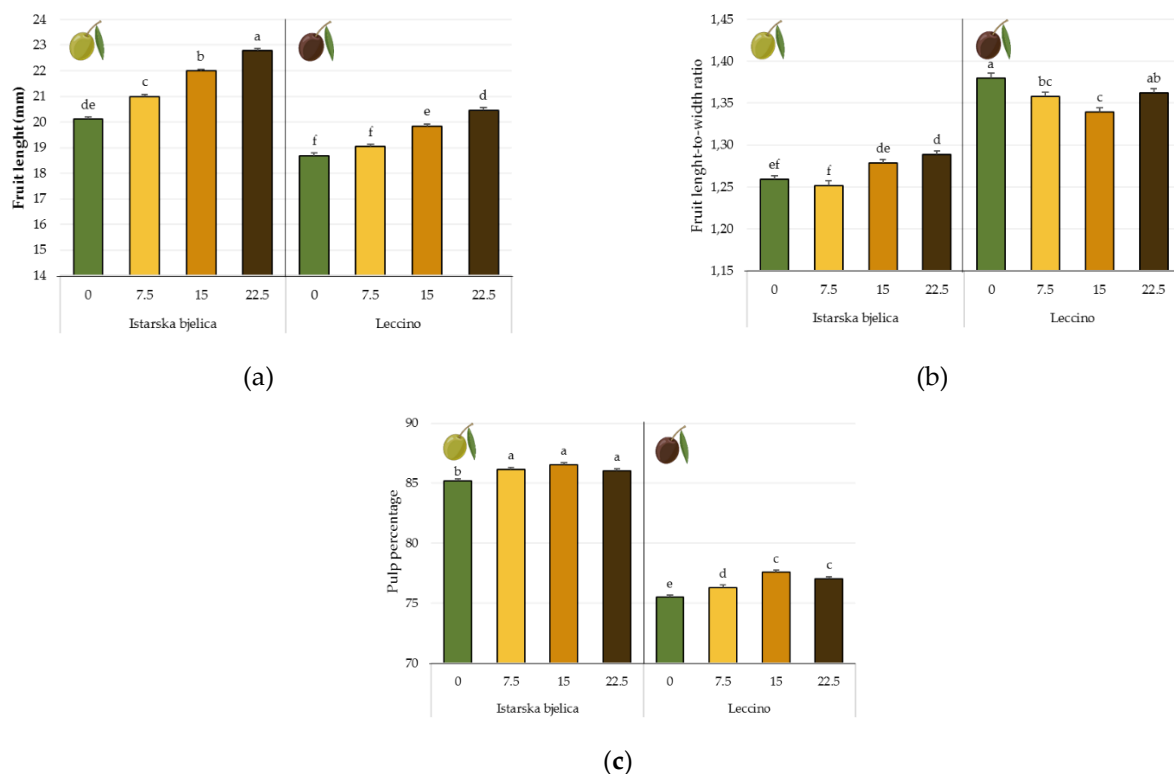 Fruit lenght (mm)
24
23
22
21
20
19
18
17
16
15
14
de
c
b
a
f
f
e
d
0
7.5
15
22.5
0
7.5
15
22.5
Istarska bjelica
Leccino
(a)
Fruit lenght-to-width ratio
1,45
1,40
1,35
1,30
1,25
1,20
1,15
ef
f
de
d
a
bc
c
ab
0
7.5
15
22.5
0
7.5
15
22.5
Istarska bjelica
Leccino
(b)
Pulp percentage
90
85
80
75
70
b
a
a
a
e
d
c
c
0
7.5
15
22.5
0
7.5
15
22.5
Istarska bjelica
Leccino
(c)